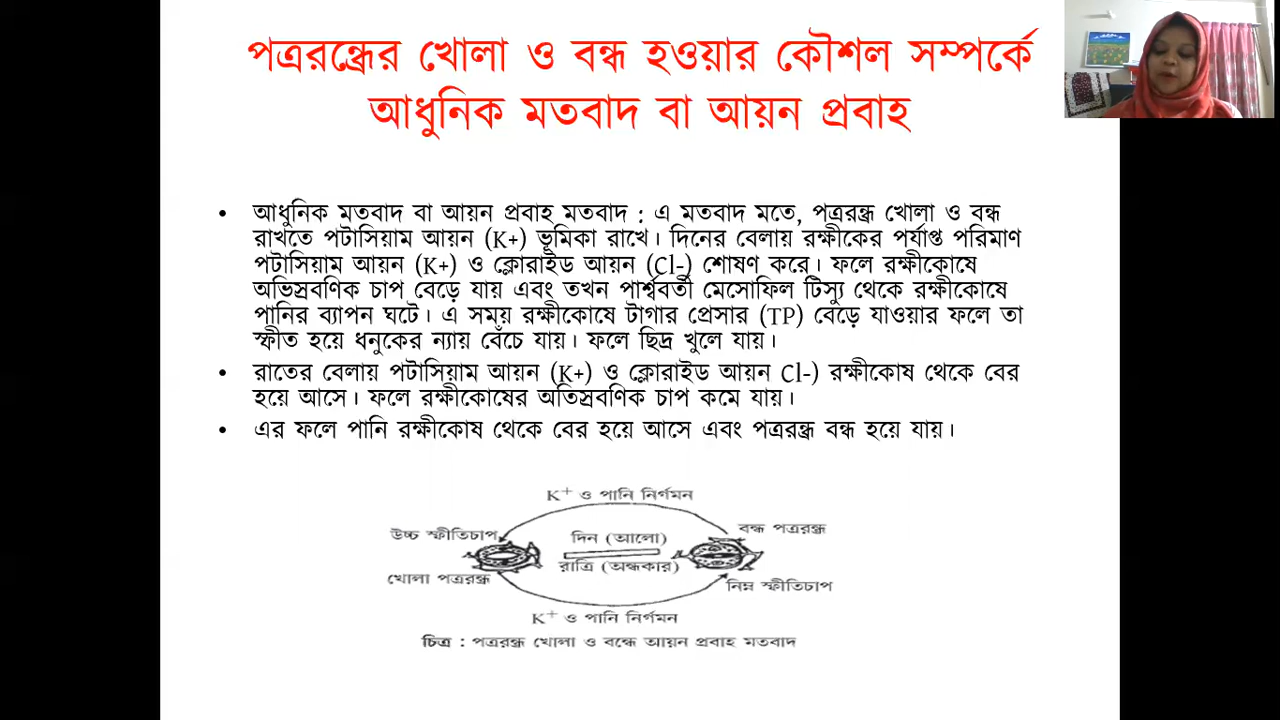 পত্ররন্ধ্রের খোলা ও বন্ধ হওয়ার কৌশল সম্পর্কে
আধুনিক মতবাদ বা আয়ন প্রবাহ
• আধুনিক মতবাদ বা আয়ন প্রবাহ মতবাদ : এ মতবাদ মতে, পত্ররন্ধ্র খোলা ও বন্ধ
রাখতে পটাসিয়াম আয়ন (K+) ভূমিকা রাখে। দিনের বেলায় রক্ষীকের পর্যাপ্ত পরিমাণ
পটাসিয়াম আয়ন (K+) ও ক্লোরাইড আয়ন (Cl-) শোষণ করে। ফলে রক্ষীকোষে
অভিস্রবণিক চাপ বেড়ে যায় এবং তখন পার্শ্ববর্তী মেসোফিল টিস্যু থেকে রক্ষীকোষে
পানির ব্যাপন ঘটে। এ সময় রক্ষীকোষে টার্গার প্রেসার (TP) বেড়ে যাওয়ার ফলে তা
স্ফীত হয়ে ধনুকের ন্যায় বেঁচে যায়। ফলে ছিদ্র খুলে যায়।
• রাতের বেলায় পটাসিয়াম আয়ন (K+) ও ক্লোরাইড আয়ন Cl-) রক্ষীকোষ থেকে বের
হয়ে আসে। ফলে রক্ষীকোষের অতিস্রবণিক চাপ কমে যায়।
• এর ফলে পানি রক্ষীকোষ থেকে বের হয়ে আসে এবং পত্ররন্ধ্র বন্ধ হয়ে যায়।
K+ ও পানি নির্গমন
উচ্চ স্ফীতিচাপ
দিন (আলো)
বন্ধ পত্ররন্ধ্র
রাত্রি (অন্ধকার)
খোলা পত্ররন্ধ্র
নিম্ন স্ফীতিচাপ
K+ ও পানি নির্গমন
চিত্র : পত্ররন্ধ্র খোলা ও বন্ধে আয়ন প্রবাহ মতবাদ